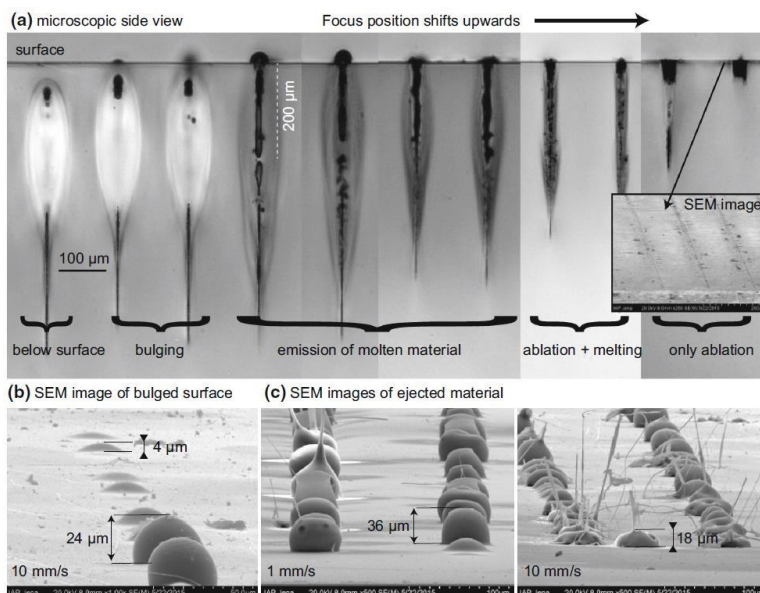 (a) microscopic side view
Focus position shifts upwards
surface
200 µm
100 µm
SEM image
below surface
bulging
emission of molten material
ablation + melting
only ablation
(b) SEM image of bulged surface
(c) SEM images of ejected material
4 µm
24 µm
10 mm/s
36 µm
1 mm/s
18 µm
10 mm/s